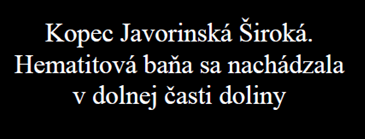 Kopec Javorinská Široká.
Hematitová baňa sa nachádzala
v dolnej časti doliny